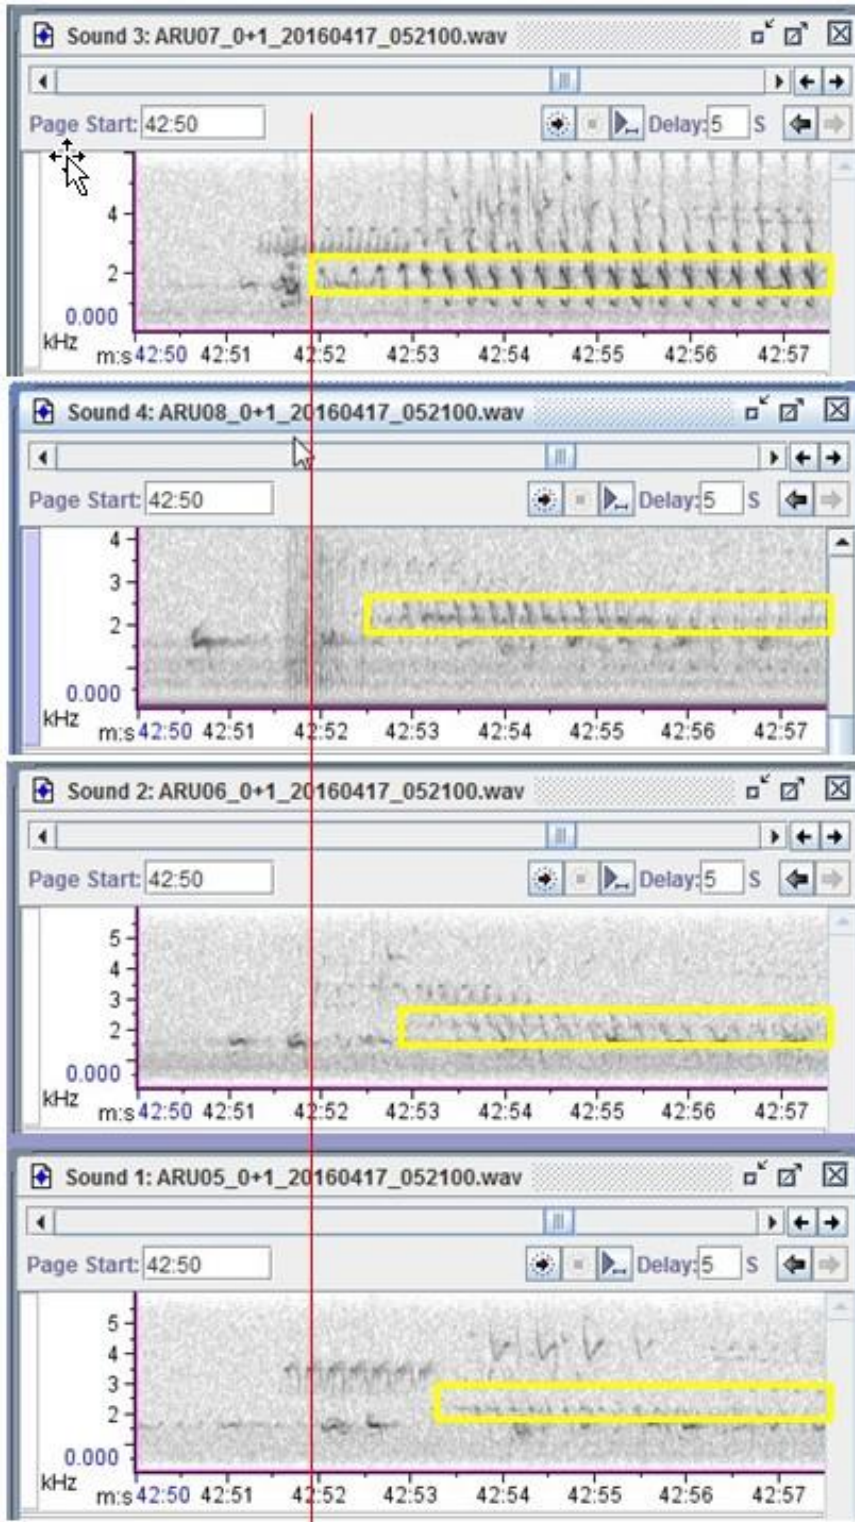 Sound 3: ARU07_0+1_20160417_052100.wav
Page Start: 42:50 Delay: 5 S
4
2
0.000
kHz
m:s 42:50 42:51 42:52 42:53 42:54 42:55 42:56 42:57
Sound 4: ARU08_0+1_20160417_052100.wav
Page Start: 42:50 Delay: 5 S
4
3
2
0.000
kHz
m:s 42:50 42:51 42:52 42:53 42:54 42:55 42:56 42:57
Sound 2: ARU06_0+1_20160417_052100.wav
Page Start: 42:50 Delay: 5 S
5
4
3
2
0.000
kHz
m:s 42:50 42:51 42:52 42:53 42:54 42:55 42:56 42:57
Sound 1: ARU05_0+1_20160417_052100.wav
Page Start: 42:50 Delay: 5 S
5
4
3
2
0.000
kHz
m:s 42:50 42:51 42:52 42:53 42:54 42:55 42:56 42:57